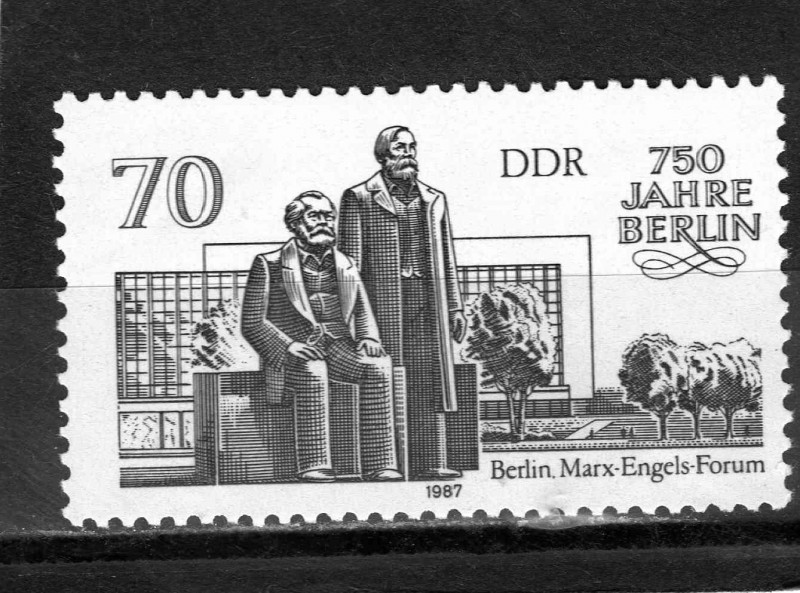 70
DDR
750
JAHRE
BERLIN
Berlin. Marx-Engels-Forum
1987